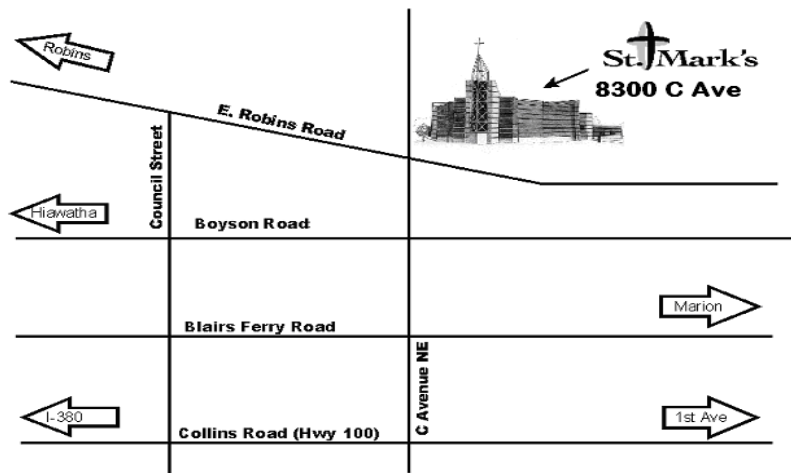 Robins
St. Mark's
8300 C Ave
E. Robins Road
Council Street
Hiawatha
Boyson Road
Marion
Blairs Ferry Road
C Avenue NE
I-380
1st Ave
Collins Road (Hwy 100)